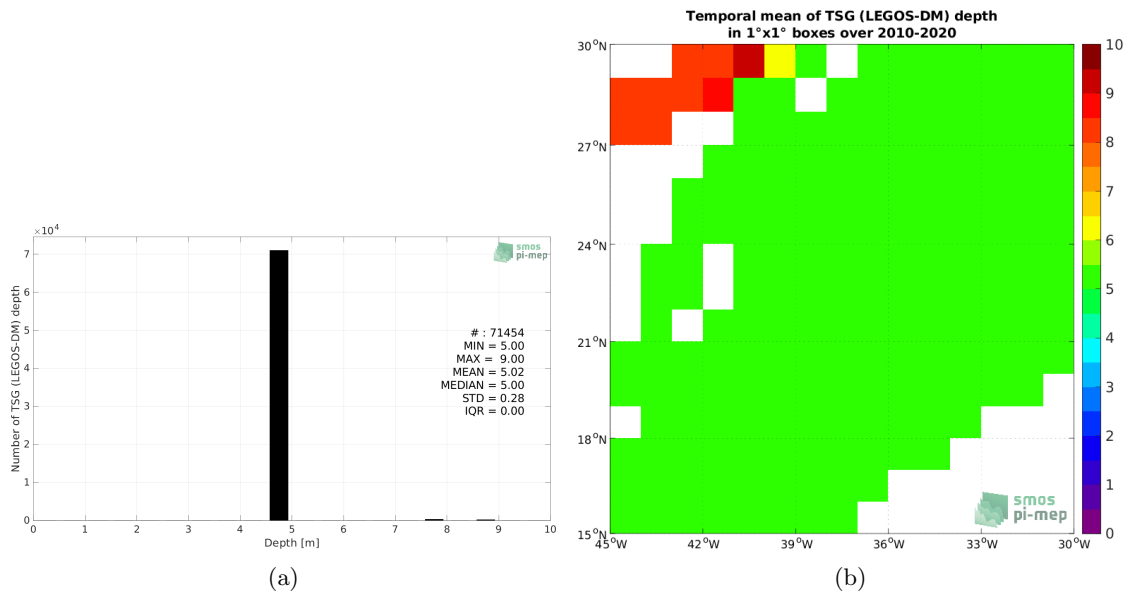 ×10⁴
7
6
5
4
3
2
1
0
Number of TSG (LEGOS-DM) depth
smos
pi-mep
# : 71454
MIN = 5.00
MAX = 9.00
MEAN = 5.02
MEDIAN = 5.00
STD = 0.28
IQR = 0.00
0 1 2 3 4 5 6 7 8 9 10
Depth [m]
(a)
Temporal mean of TSG (LEGOS-DM) depth
in 1°x1° boxes over 2010-2020
30°N
27°N
24°N
21°N
18°N
15°N
45°W 42°W 39°W 36°W 33°W 30°W
smos
pi-mep
10
9
8
7
6
5
4
3
2
1
0
(b)